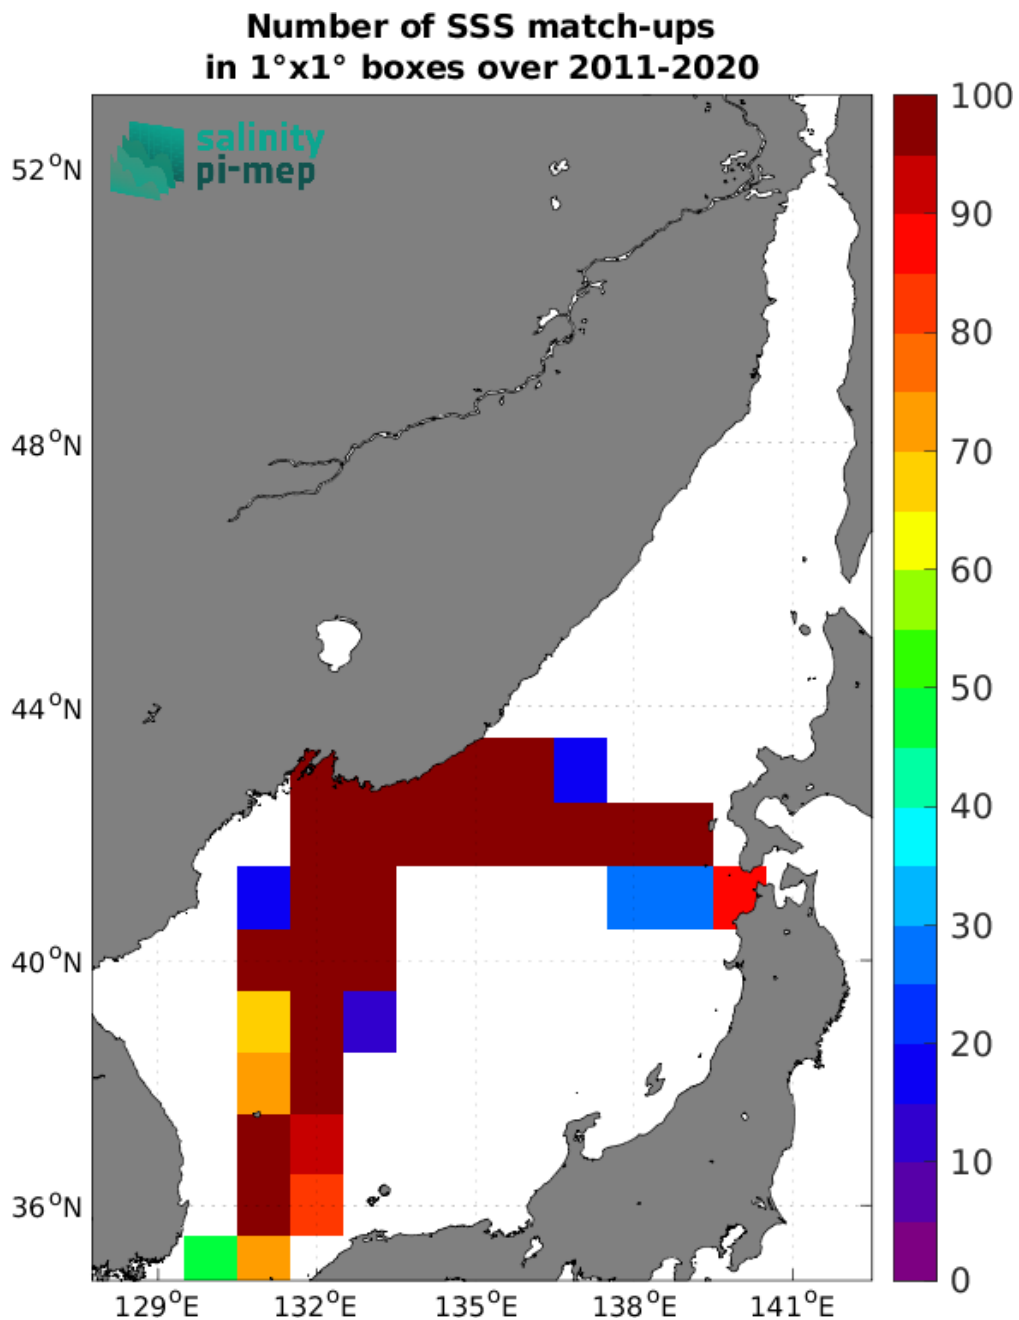 Number of SSS match-ups
in 1°x1° boxes over 2011-2020
salinity
pi-mep
52°N
48°N
44°N
40°N
36°N
129°E 132°E 135°E 138°E 141°E
100
90
80
70
60
50
40
30
20
10
0